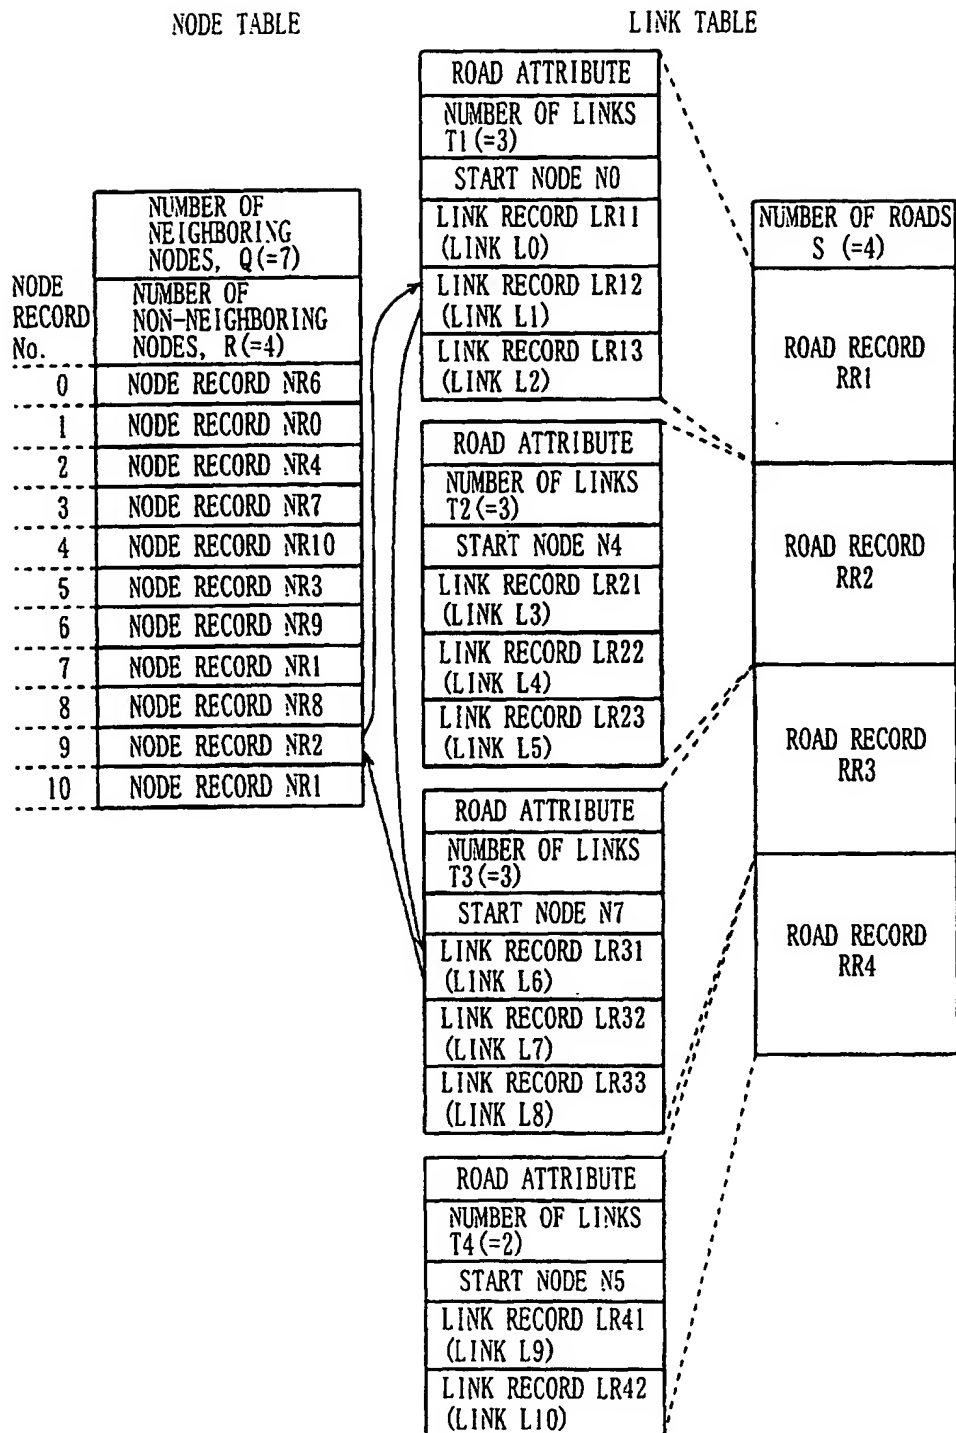 NODE TABLE
LINK TABLE
NUMBER OF
NEIGHBORING
NODES, Q(=7)
NODE
RECORD
No.
NUMBER OF
NON-NEIGHBORING
NODES, R(=4)
0 NODE RECORD NR6
1 NODE RECORD NR0
2 NODE RECORD NR4
3 NODE RECORD NR7
4 NODE RECORD NR10
5 NODE RECORD NR3
6 NODE RECORD NR9
7 NODE RECORD NR1
8 NODE RECORD NR8
9 NODE RECORD NR2
10 NODE RECORD NR1
ROAD ATTRIBUTE
NUMBER OF LINKS
T1(=3)
START NODE N0
LINK RECORD LR11
(LINK L0)
LINK RECORD LR12
(LINK L1)
LINK RECORD LR13
(LINK L2)
ROAD ATTRIBUTE
NUMBER OF LINKS
T2(=3)
START NODE N4
LINK RECORD LR21
(LINK L3)
LINK RECORD LR22
(LINK L4)
LINK RECORD LR23
(LINK L5)
ROAD ATTRIBUTE
NUMBER OF LINKS
T3(=3)
START NODE N7
LINK RECORD LR31
(LINK L6)
LINK RECORD LR32
(LINK L7)
LINK RECORD LR33
(LINK L8)
ROAD ATTRIBUTE
NUMBER OF LINKS
T4(=2)
START NODE N5
LINK RECORD LR41
(LINK L9)
LINK RECORD LR42
(LINK L10)
NUMBER OF ROADS
S (=4)
ROAD RECORD
RR1
ROAD RECORD
RR2
ROAD RECORD
RR3
ROAD RECORD
RR4